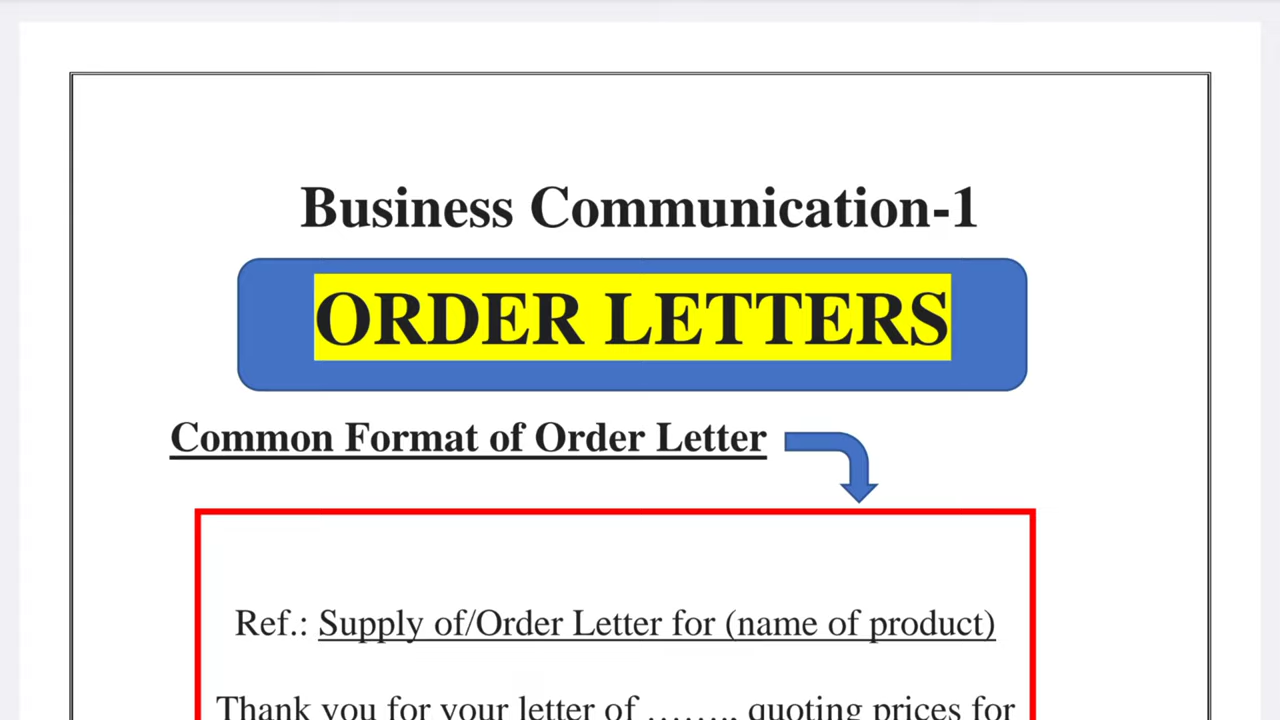 Business Communication-1
ORDER LETTERS
Common Format of Order Letter
Ref.: Supply of/Order Letter for (name of product)
Thank you for your letter of …….., quoting prices for